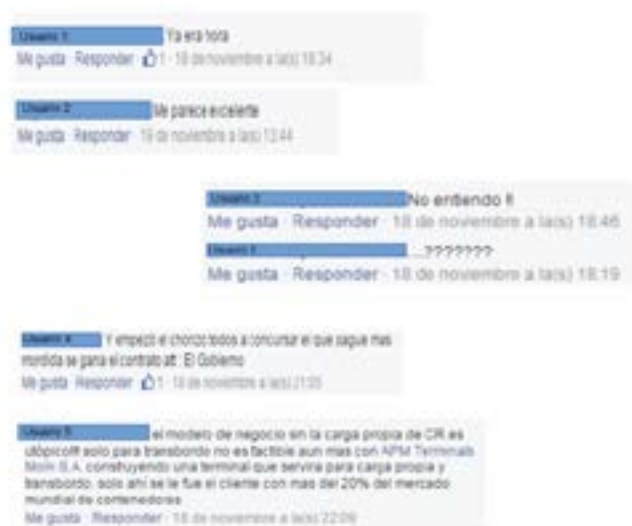 Usuario 1 Ya era hora
Me gusta · Responder · 1 · 18 de noviembre a la(s) 18:34
Usuario 2 Me parece excelente
Me gusta · Responder · 19 de noviembre a la(s) 13:44
Usuario 3 No entiendo !!
Me gusta · Responder · 18 de noviembre a la(s) 18:46
...???????
Me gusta · Responder · 18 de noviembre a la(s) 18:19
Usuario 4 Y empezó el chorizo todos a concursar el que pague mas
mordida se gana el contrato att : El Gobierno
Me gusta · Responder · 1 · 18 de noviembre a la(s) 21:05
Usuario 5 el modelo de negocio sin la carga propia de CR es
utópico!!! solo para transbordo no es factible aun mas con APM Terminals
Moín S.A. construyendo una terminal que servira para carga propia y
transbordo. solo ahí se le fue el cliente con mas del 20% del mercado
mundial de contenedores
Me gusta · Responder · 18 de noviembre a la(s) 22:09